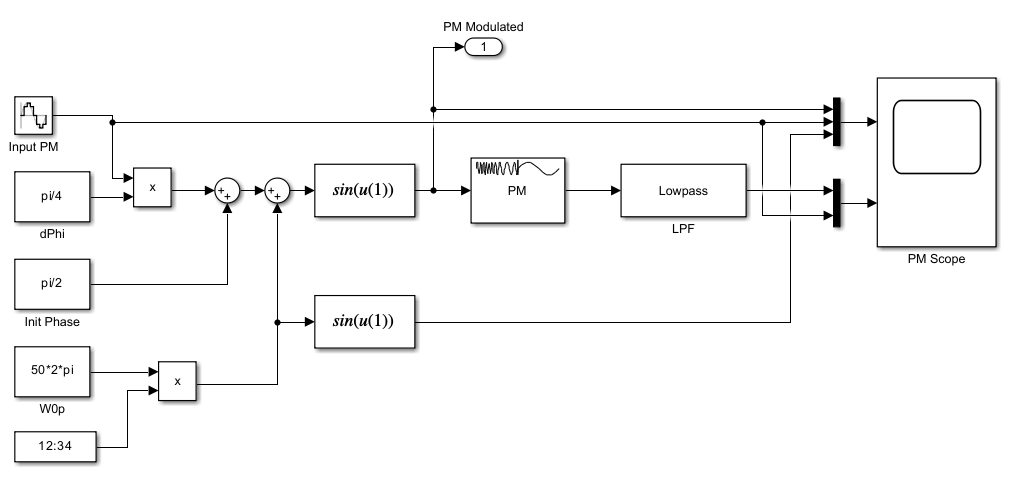 PM Modulated
1
Input PM
x
pi/4
dPhi
+
+
+
+
sin(u(1))
PM
Lowpass
LPF
PM Scope
pi/2
Init Phase
sin(u(1))
50*2*pi
W0p
x
12:34